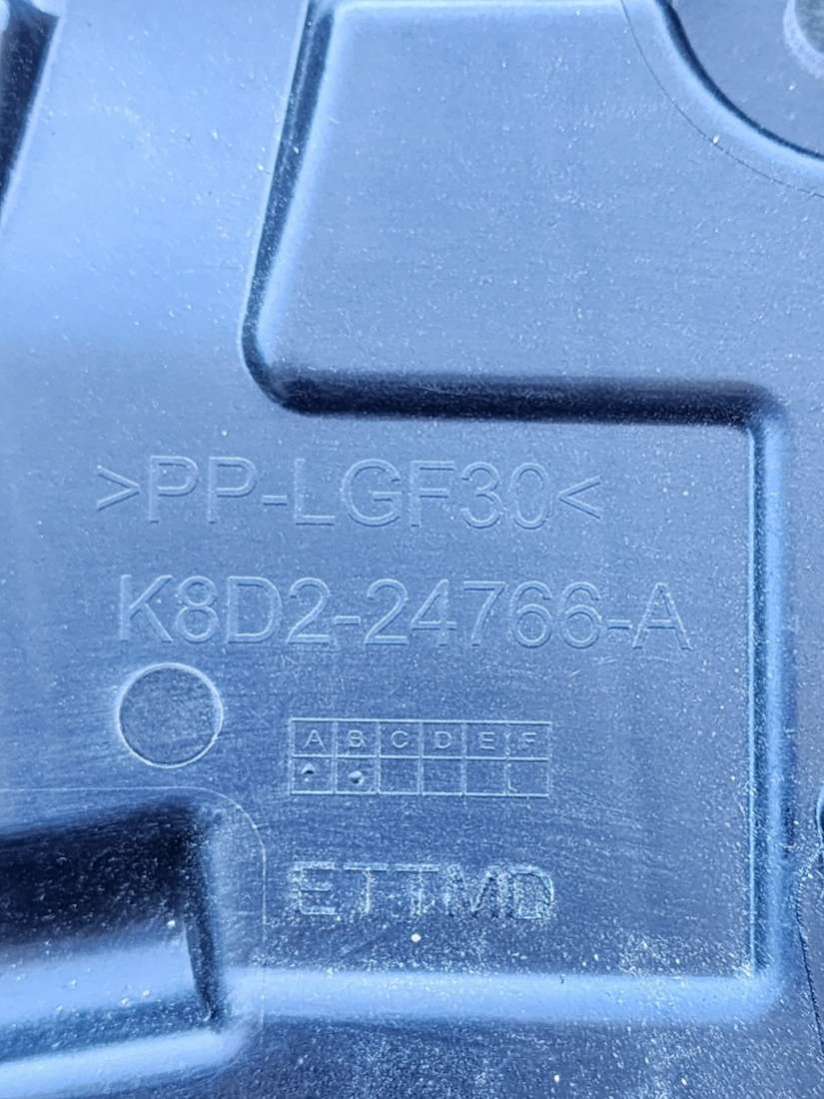 >PP-LGF30<
K8D2-24766-A
A B C D E F
ETTMD